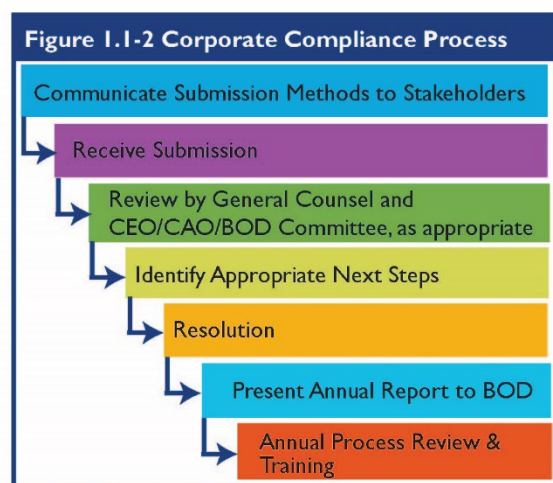 Figure 1.1-2 Corporate Compliance Process
Communicate Submission Methods to Stakeholders
Receive Submission
Review by General Counsel and
CEO/CAO/BOD Committee, as appropriate
Identify Appropriate Next Steps
Resolution
Present Annual Report to BOD
Annual Process Review &
Training